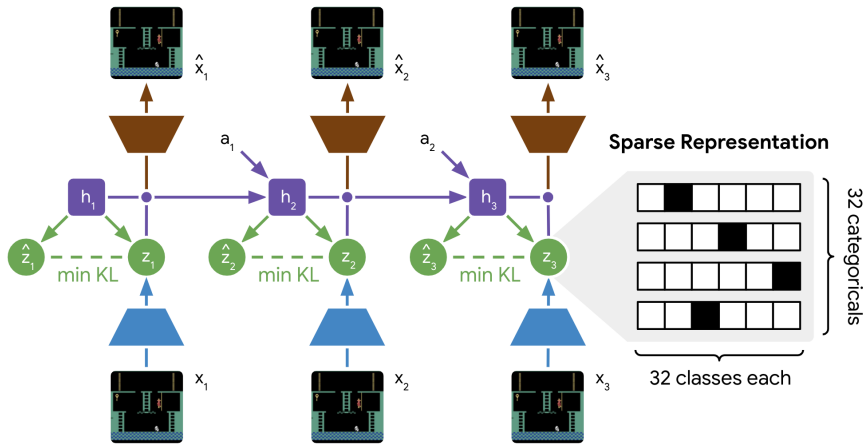 x̂₁
x̂₂
x̂₃
a₁
a₂
Sparse Representation
h₁
h₂
h₃
ẑ₁
min KL
z₁
ẑ₂
min KL
z₂
ẑ₃
min KL
z₃
32 categoricals
32 classes each
x₁
x₂
x₃